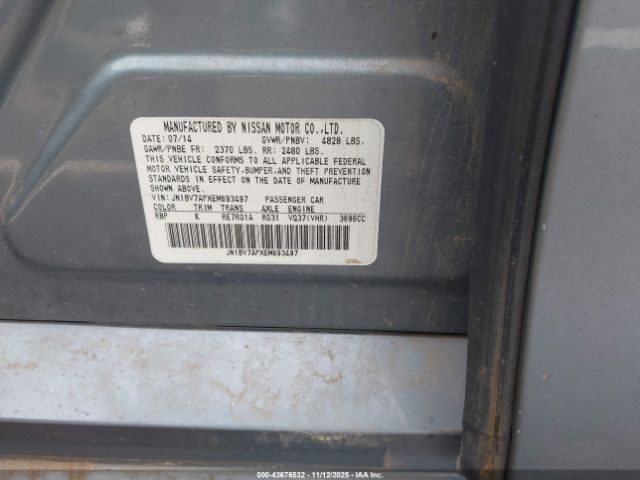 MANUFACTURED BY NISSAN MOTOR CO.,LTD.
DATE: 07/14 GVWR/PNBV: 4828 LBS.
GAWR/PNBE FR: 2370 LBS. RR: 2480 LBS.
THIS VEHICLE CONFORMS TO ALL APPLICABLE FEDERAL
MOTOR VEHICLE SAFETY,BUMPER,AND THEFT PREVENTION
STANDARDS IN EFFECT ON THE DATE OF MANUFACTURE
SHOWN ABOVE.
VIN:JN1BV7APXEM693497 PASSENGER CAR
COLOR TRIM TRANS AXLE ENGINE
RBP K RE7R01A RG31 VQ37(VHR) 3696CC
JN1BV7APXEM693497
000-43676532 - 11/12/2025 - IAA Inc.